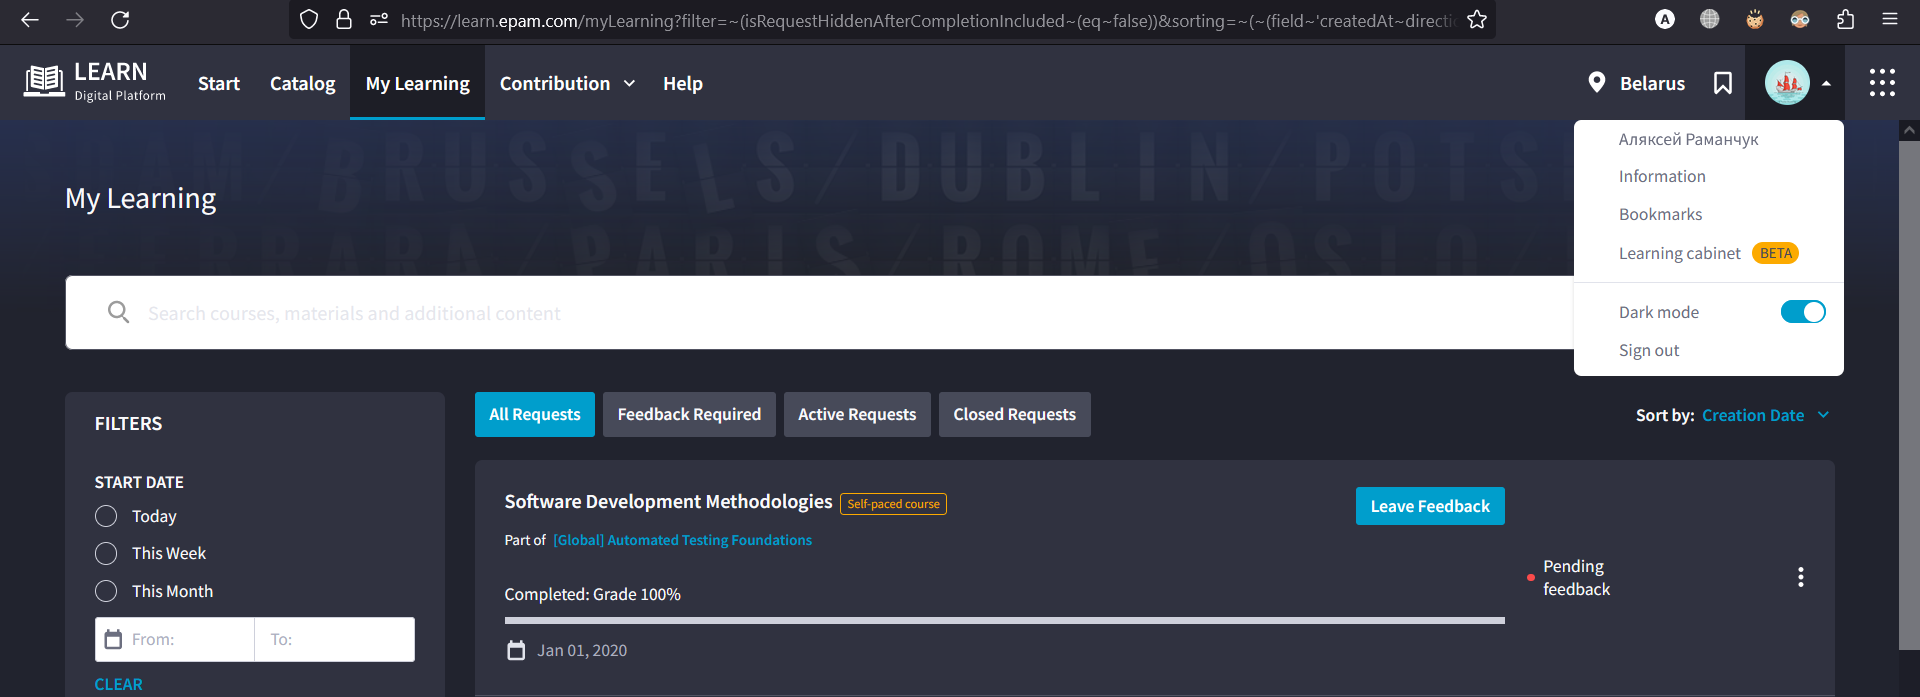 https://learn.epam.com/myLearning?filter=~(isRequestHiddenAfterCompletionIncluded~(eq~false))&sorting=~(~(field~'createdAt~directi
A
LEARN
Digital Platform
Start
Catalog
My Learning
Contribution
Help
Belarus
BRUSSELS/DUBLIN/POTS
My Learning
FERRARA/PARIS/ROME/OSLO/
Аляксей Раманчук
Information
Bookmarks
Learning cabinet BETA
Dark mode
Sign out
Search courses, materials and additional content
FILTERS
START DATE
Today
This Week
This Month
From:
To:
CLEAR
All Requests
Feedback Required
Active Requests
Closed Requests
Sort by: Creation Date
Software Development Methodologies Self-paced course
Part of [Global] Automated Testing Foundations
Leave Feedback
Completed: Grade 100%
Pending
feedback
Jan 01, 2020